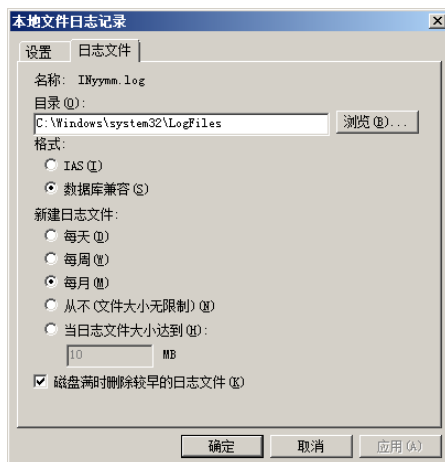 本地文件日志记录
设置 日志文件
名称: INyymm.log
目录(O):
C:\Windows\system32\LogFiles 浏览(B)...
格式:
IAS(I)
数据库兼容(S)
新建日志文件:
每天(D)
每周(W)
每月(M)
从不(文件大小无限制)(N)
当日志文件大小达到(H):
10 MB
磁盘满时删除较早的日志文件(K)
确定 取消 应用(A)